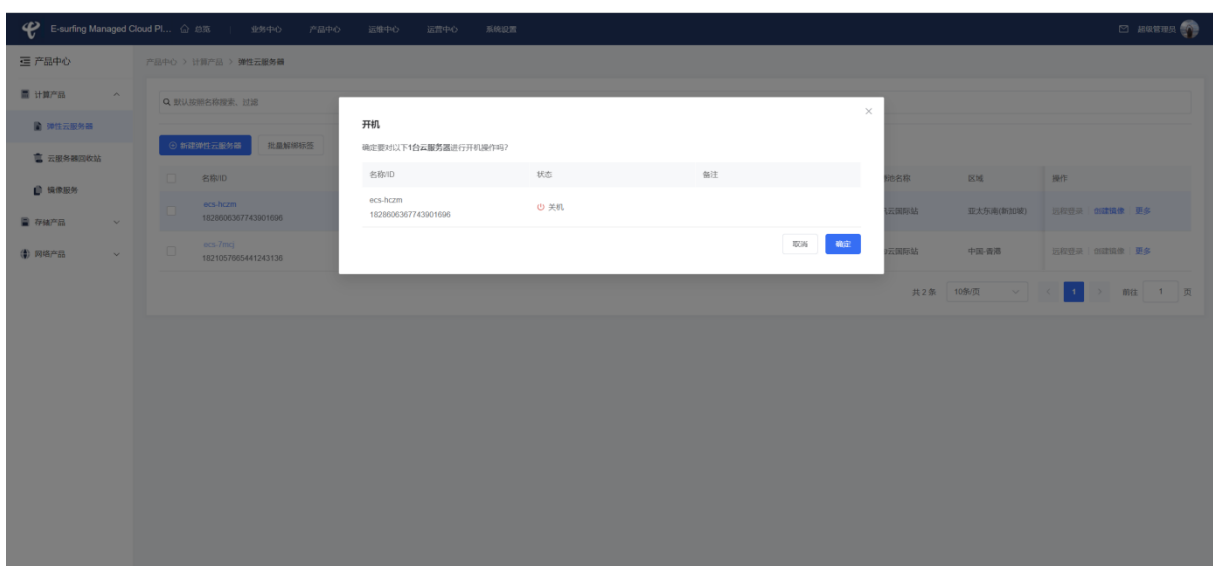 E-surfing Managed Cloud Pl... 总览 业务中心 产品中心 运维中心 运营中心 系统设置 超级管理员
产品中心
产品中心 > 计算产品 > 弹性云服务器
计算产品
弹性云服务器
云服务器回收站
镜像服务
存储产品
网络产品
默认按照名称搜索、过滤
新建弹性云服务器 批量解绑标签
名称/ID 区域 操作
ecs-hczm
1828606367743901696
云国际站 亚太东南(新加坡) 远程登录 创建镜像 更多
1821057665441243136
云国际站 中国-香港 远程登录 创建镜像 更多
共 2 条 10条/页 1 前往 1 页
开机
确定要对以下1台云服务器进行开机操作吗?
名称/ID 状态 备注
ecs-hczm
1828606367743901696
关机
取消 确定